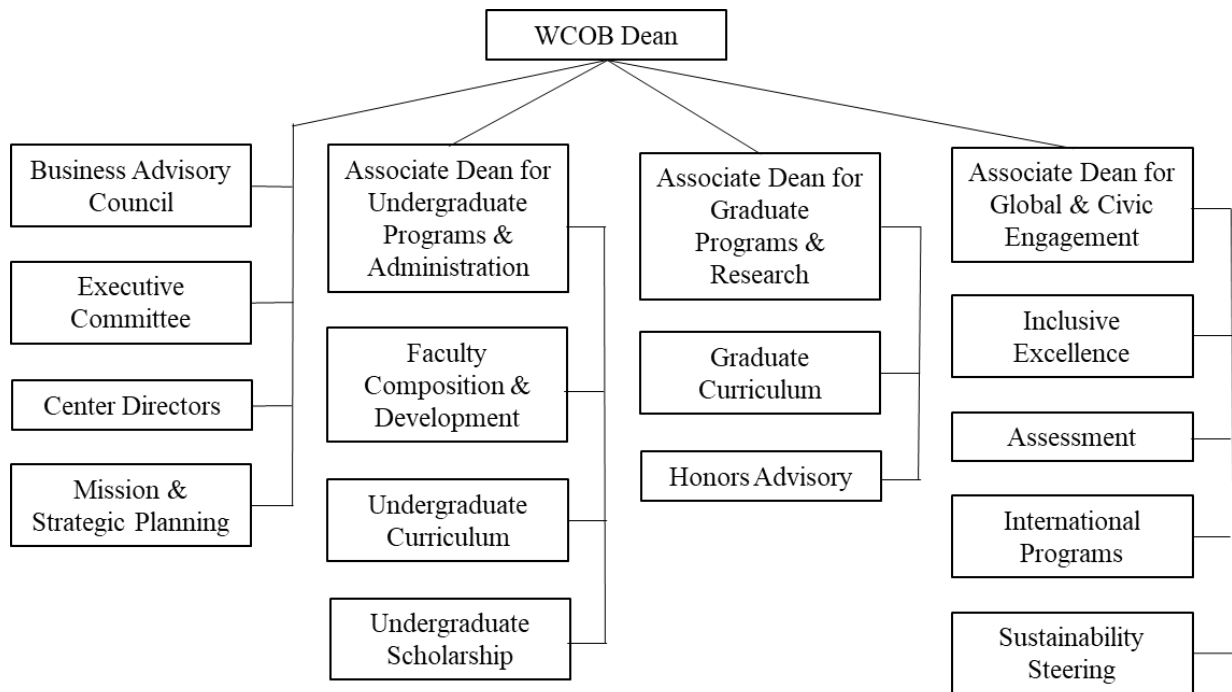 WCOB Dean
Business Advisory
Council
Executive
Committee
Center Directors
Mission &
Strategic Planning
Associate Dean for
Undergraduate
Programs &
Administration
Faculty
Composition &
Development
Undergraduate
Curriculum
Undergraduate
Scholarship
Associate Dean for
Graduate
Programs &
Research
Graduate
Curriculum
Honors Advisory
Associate Dean for
Global & Civic
Engagement
Inclusive
Excellence
Assessment
International
Programs
Sustainability
Steering